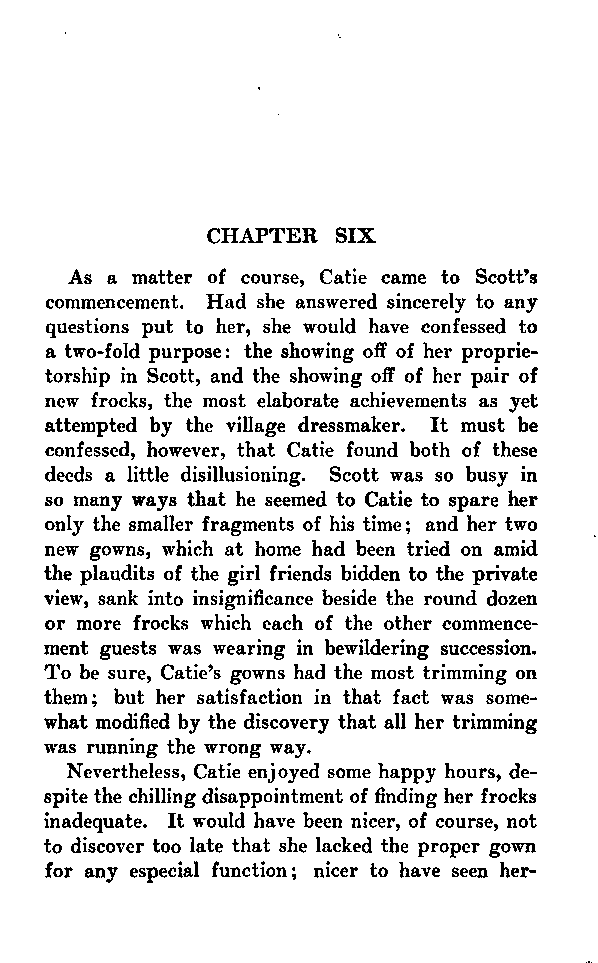 CHAPTER SIX
As a matter of course, Catie came to Scott's
commencement. Had she answered sincerely to any
questions put to her, she would have confessed to
a two-fold purpose: the showing off of her proprie-
torship in Scott, and the showing off of her pair of
new frocks, the most elaborate achievements as yet
attempted by the village dressmaker. It must be
confessed, however, that Catie found both of these
deeds a little disillusioning. Scott was so busy in
so many ways that he seemed to Catie to spare her
only the smaller fragments of his time; and her two
new gowns, which at home had been tried on amid
the plaudits of the girl friends bidden to the private
view, sank into insignificance beside the round dozen
or more frocks which each of the other commence-
ment guests was wearing in bewildering succession.
To be sure, Catie's gowns had the most trimming on
them; but her satisfaction in that fact was some-
what modified by the discovery that all her trimming
was running the wrong way.
Nevertheless, Catie enjoyed some happy hours, de-
spite the chilling disappointment of finding her frocks
inadequate. It would have been nicer, of course, not
to discover too late that she lacked the proper gown
for any especial function; nicer to have seen her-